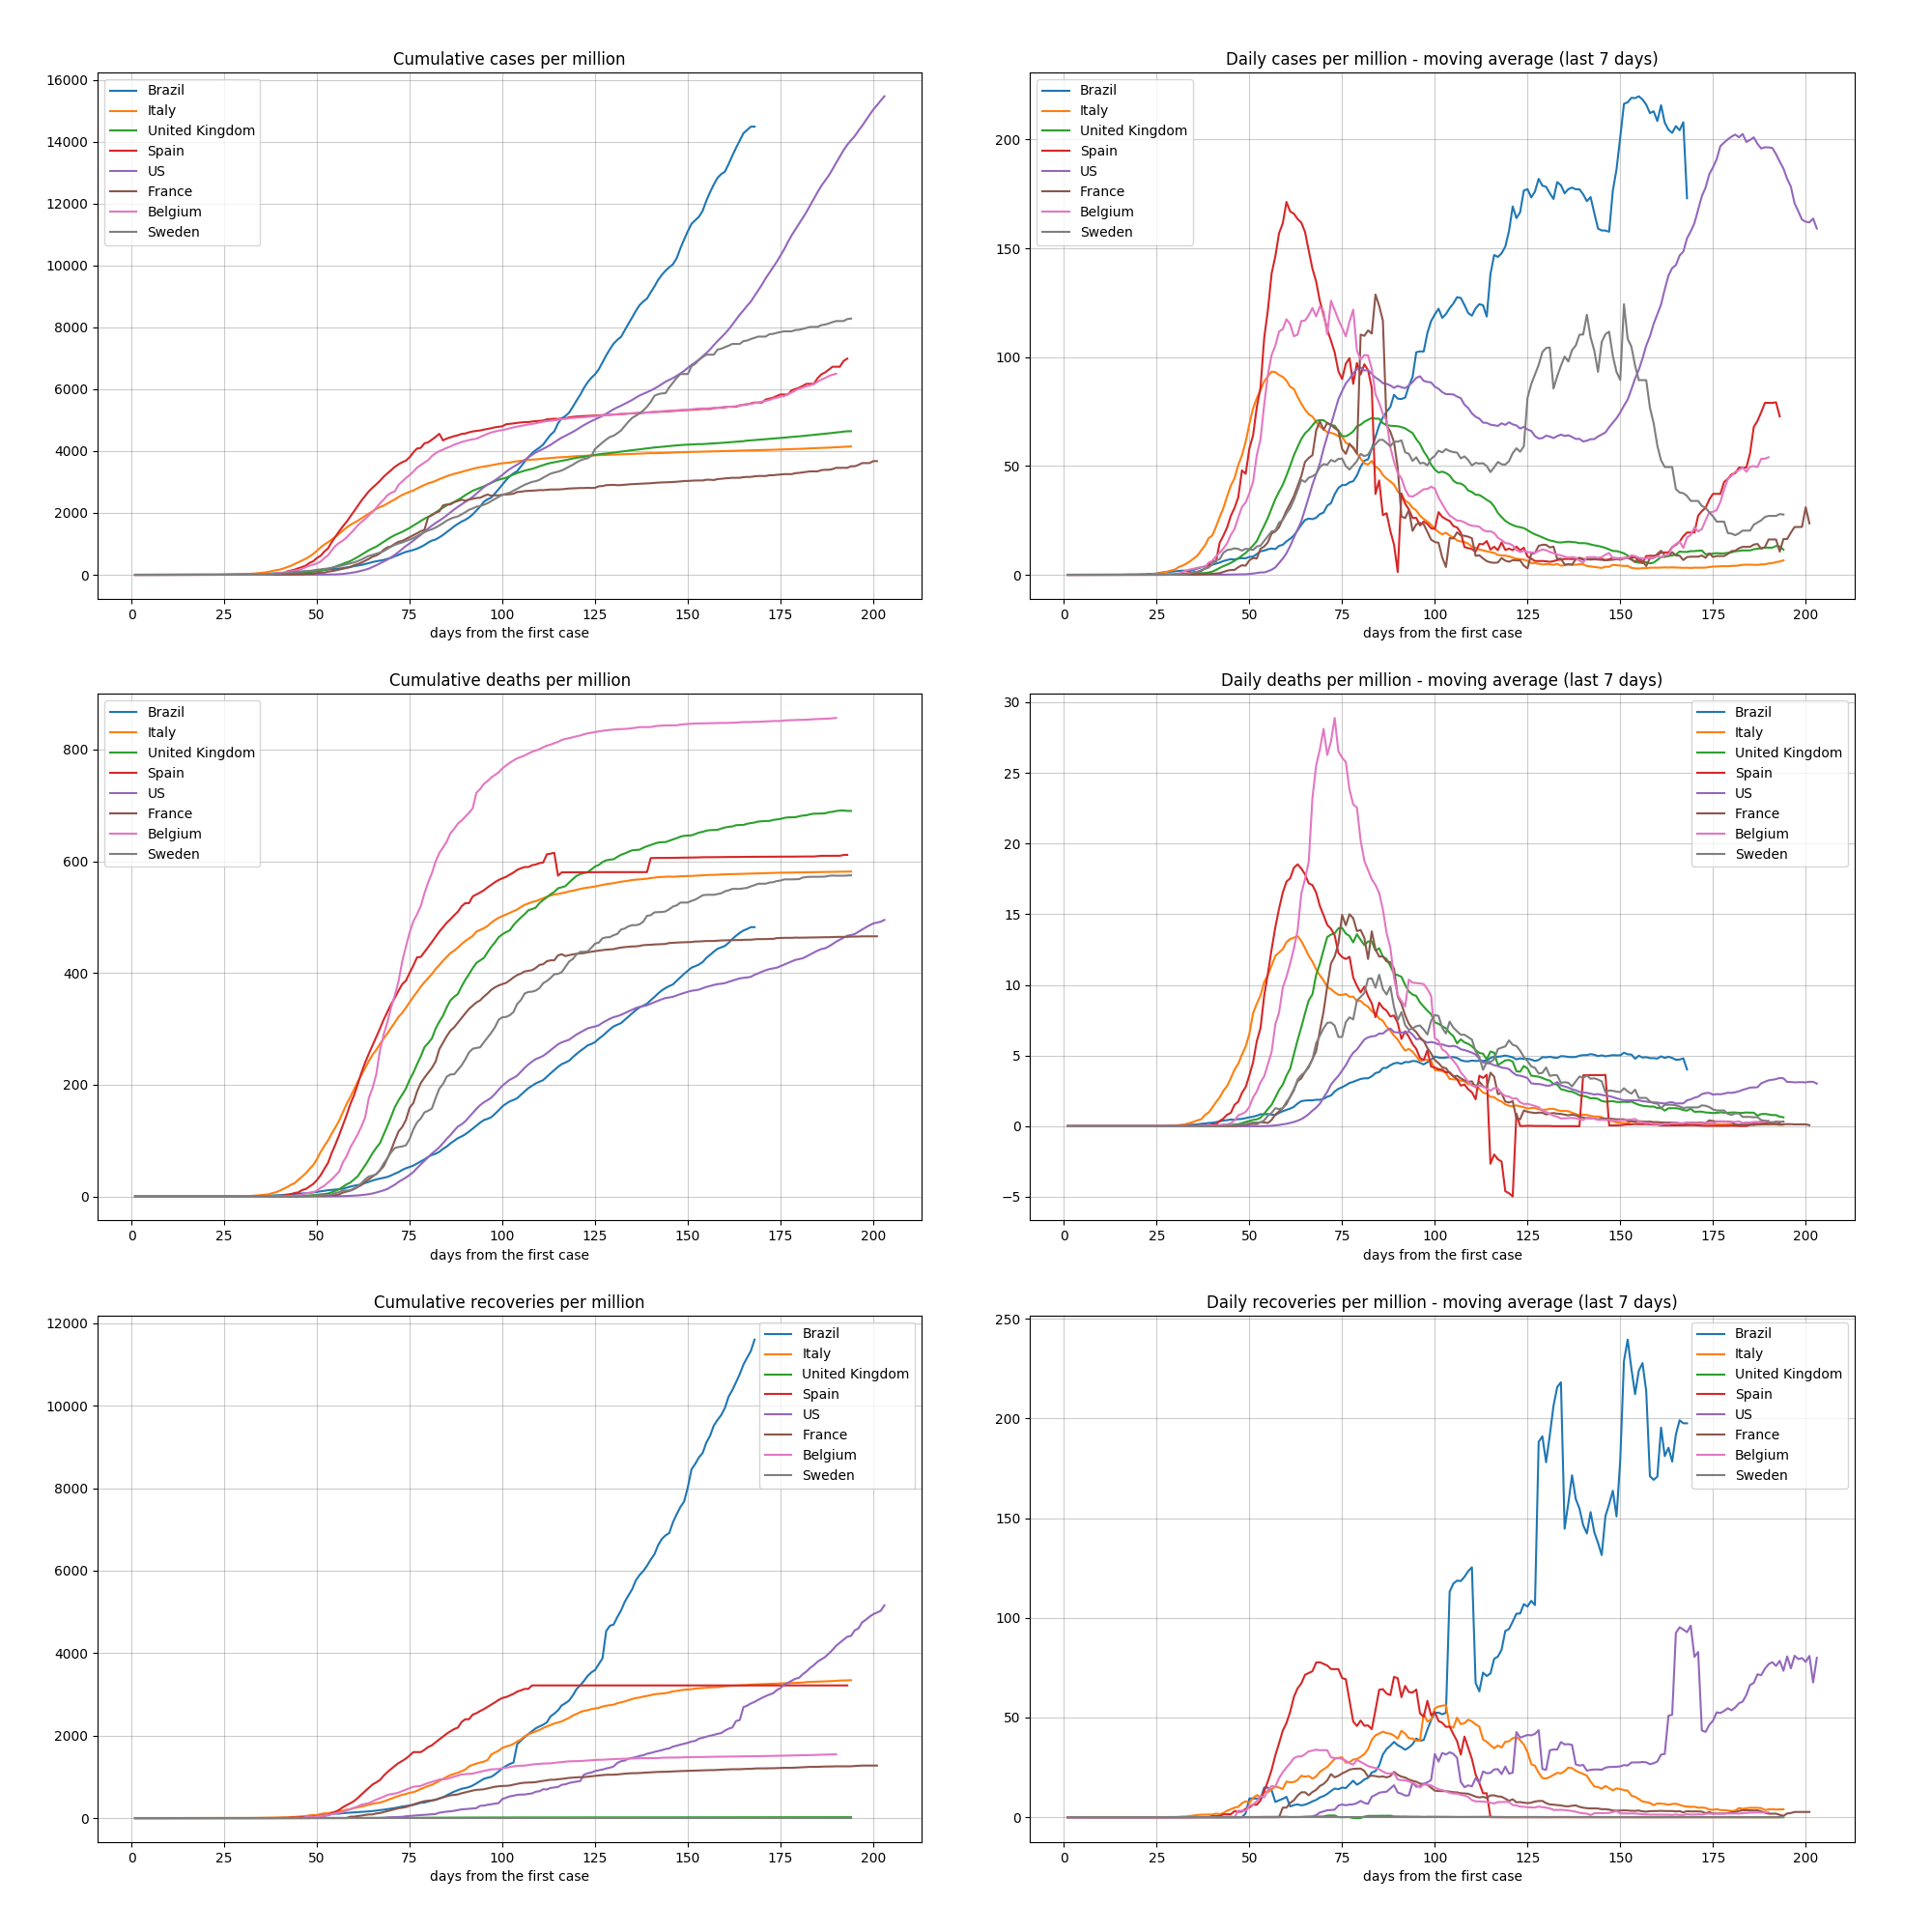 Cumulative cases per million
16000
14000
12000
10000
8000
6000
4000
2000
0
Brazil
Italy
United Kingdom
Spain
US
France
Belgium
Sweden
0 25 50 75 100 125 150 175 200
days from the first case
Daily cases per million - moving average (last 7 days)
200
150
100
50
0
Brazil
Italy
United Kingdom
Spain
US
France
Belgium
Sweden
0 25 50 75 100 125 150 175 200
days from the first case
Cumulative deaths per million
800
600
400
200
0
Brazil
Italy
United Kingdom
Spain
US
France
Belgium
Sweden
0 25 50 75 100 125 150 175 200
days from the first case
Daily deaths per million - moving average (last 7 days)
30
25
20
15
10
5
0
−5
Brazil
Italy
United Kingdom
Spain
US
France
Belgium
Sweden
0 25 50 75 100 125 150 175 200
days from the first case
Cumulative recoveries per million
12000
10000
8000
6000
4000
2000
0
Brazil
Italy
United Kingdom
Spain
US
France
Belgium
Sweden
0 25 50 75 100 125 150 175 200
days from the first case
Daily recoveries per million - moving average (last 7 days)
250
200
150
100
50
0
Brazil
Italy
United Kingdom
Spain
US
France
Belgium
Sweden
0 25 50 75 100 125 150 175 200
days from the first case